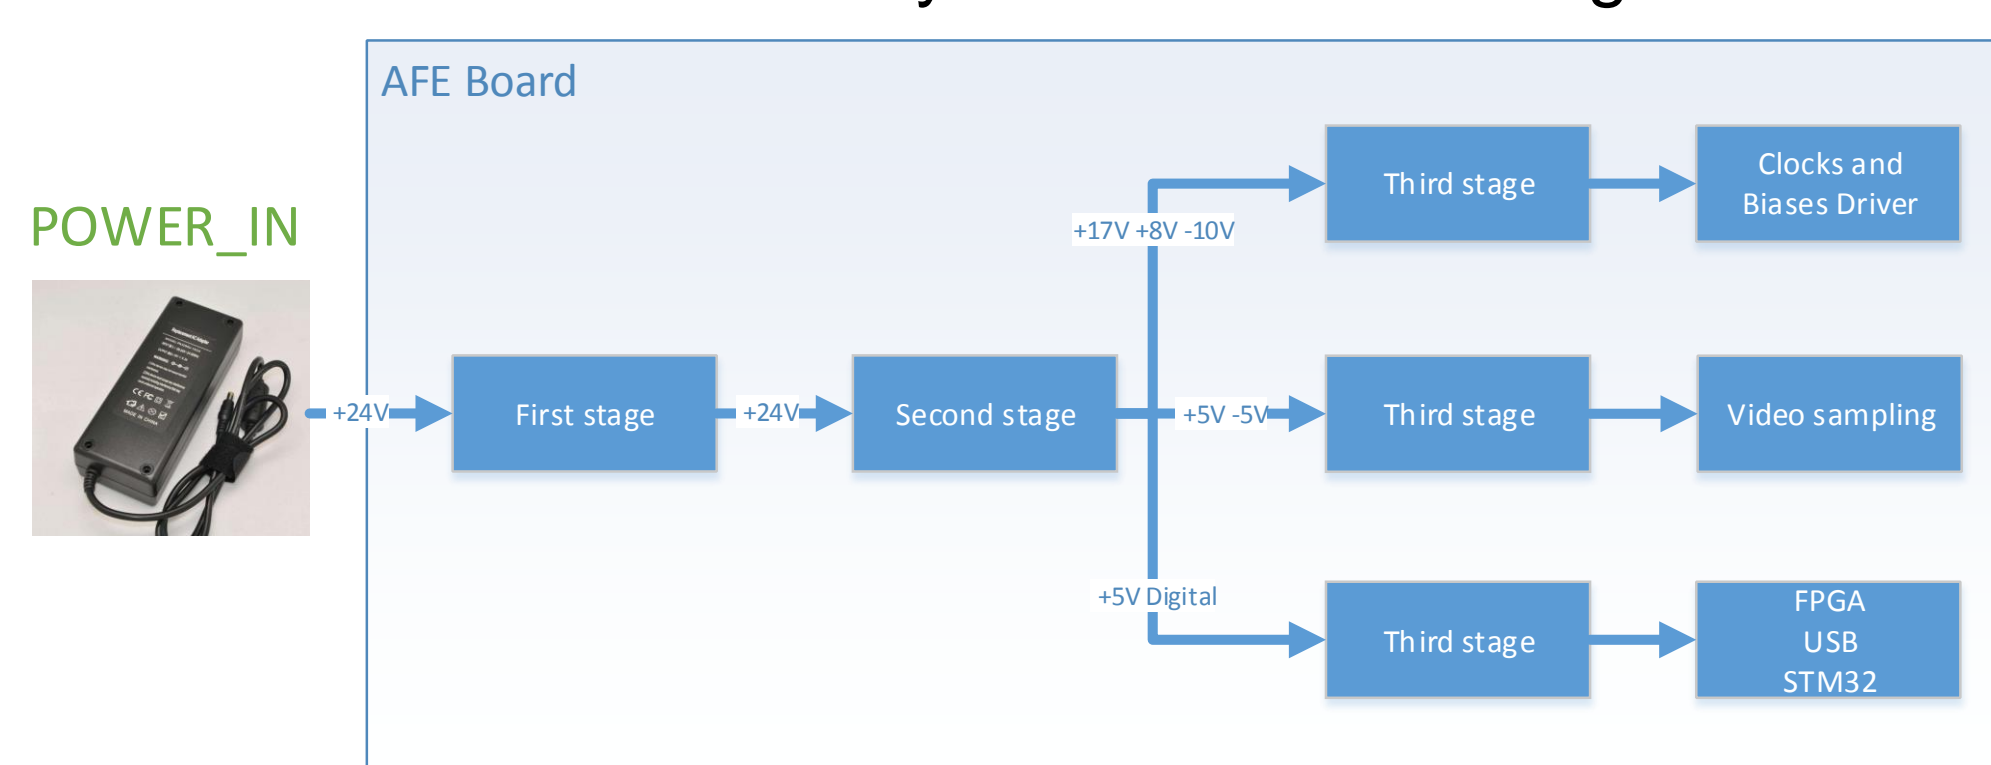 AFE Board
POWER_IN
+24V
First stage
+24V
Second stage
+17V +8V -10V
Third stage
Clocks and
Biases Driver
+5V -5V
Third stage
Video sampling
+5V Digital
Third stage
FPGA
USB
STM32